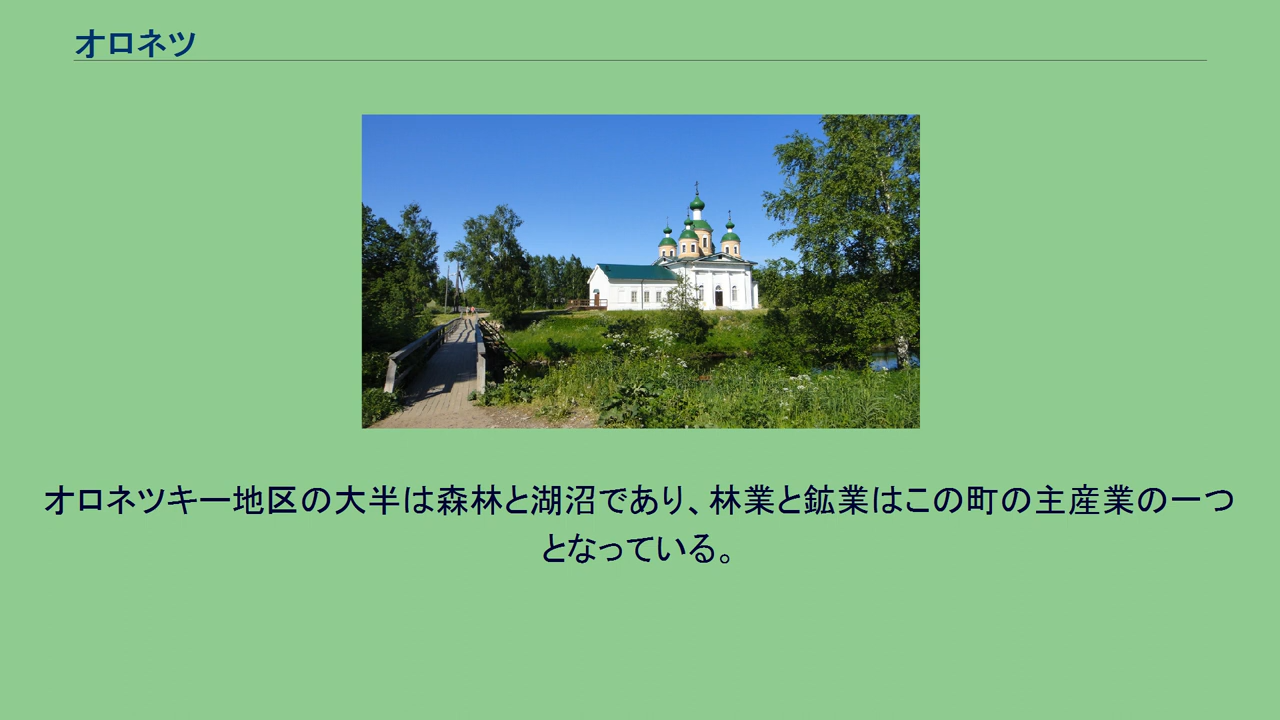 オロネツ
オロネツキー地区の大半は森林と湖沼であり、林業と鉱業はこの町の主産業の一つ
となっている。